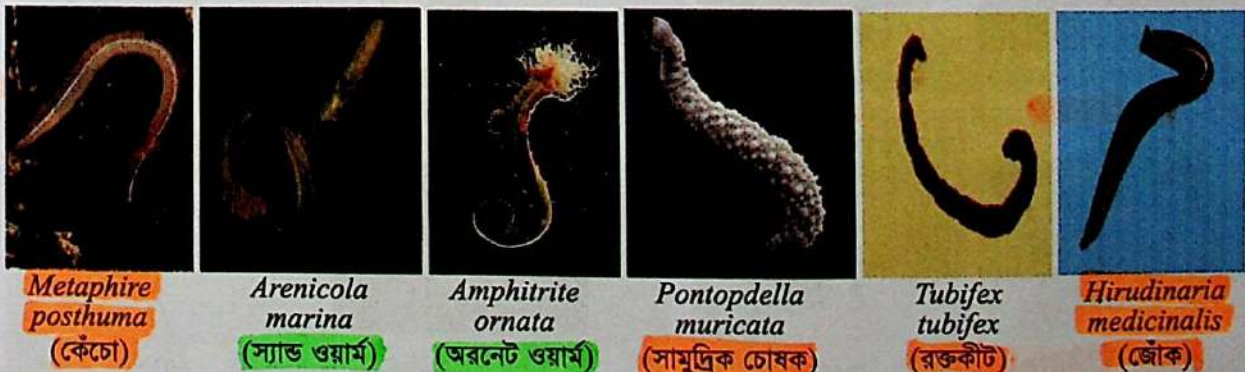 Metaphire
posthuma
(কেঁচো)
Arenicola
marina
(স্যান্ড ওয়ার্ম)
Amphitrite
ornata
(অরনেট ওয়ার্ম)
Pontopdella
muricata
(সামুদ্রিক চোষক)
Tubifex
tubifex
(রক্তকীট)
Hirudinaria
medicinalis
(জোঁক)